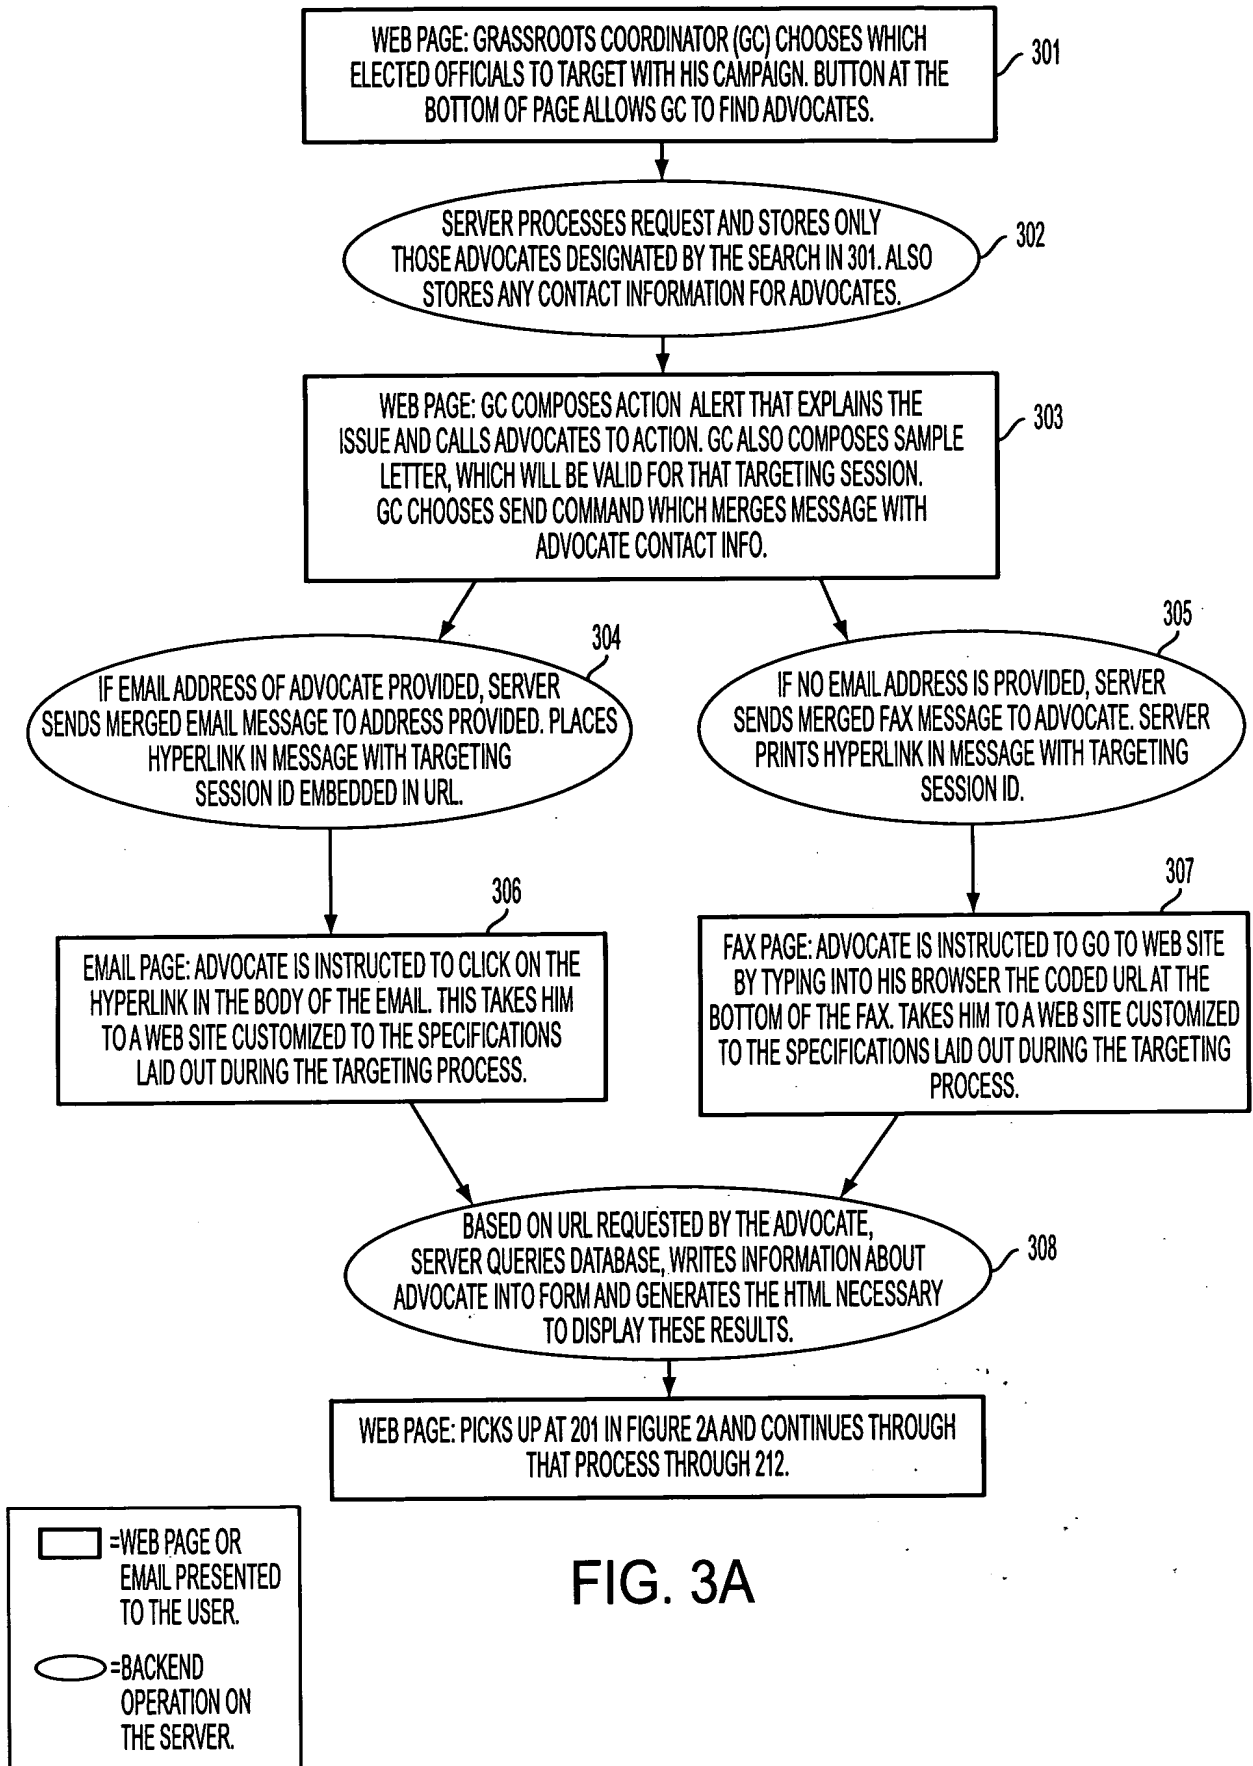 WEB PAGE: GRASSROOTS COORDINATOR (GC) CHOOSES WHICH
ELECTED OFFICIALS TO TARGET WITH HIS CAMPAIGN. BUTTON AT THE
BOTTOM OF PAGE ALLOWS GC TO FIND ADVOCATES.
301
SERVER PROCESSES REQUEST AND STORES ONLY
THOSE ADVOCATES DESIGNATED BY THE SEARCH IN 301. ALSO
STORES ANY CONTACT INFORMATION FOR ADVOCATES.
302
WEB PAGE: GC COMPOSES ACTION ALERT THAT EXPLAINS THE
ISSUE AND CALLS ADVOCATES TO ACTION. GC ALSO COMPOSES SAMPLE
LETTER, WHICH WILL BE VALID FOR THAT TARGETING SESSION.
GC CHOOSES SEND COMMAND WHICH MERGES MESSAGE WITH
ADVOCATE CONTACT INFO.
303
304
IF EMAIL ADDRESS OF ADVOCATE PROVIDED, SERVER
SENDS MERGED EMAIL MESSAGE TO ADDRESS PROVIDED. PLACES
HYPERLINK IN MESSAGE WITH TARGETING
SESSION ID EMBEDDED IN URL.
305
IF NO EMAIL ADDRESS IS PROVIDED, SERVER
SENDS MERGED FAX MESSAGE TO ADVOCATE. SERVER
PRINTS HYPERLINK IN MESSAGE WITH TARGETING
SESSION ID.
306
EMAIL PAGE: ADVOCATE IS INSTRUCTED TO CLICK ON THE
HYPERLINK IN THE BODY OF THE EMAIL. THIS TAKES HIM
TO A WEB SITE CUSTOMIZED TO THE SPECIFICATIONS
LAID OUT DURING THE TARGETING PROCESS.
307
FAX PAGE: ADVOCATE IS INSTRUCTED TO GO TO WEB SITE
BY TYPING INTO HIS BROWSER THE CODED URL AT THE
BOTTOM OF THE FAX. TAKES HIM TO A WEB SITE CUSTOMIZED
TO THE SPECIFICATIONS LAID OUT DURING THE TARGETING
PROCESS.
BASED ON URL REQUESTED BY THE ADVOCATE,
SERVER QUERIES DATABASE, WRITES INFORMATION ABOUT
ADVOCATE INTO FORM AND GENERATES THE HTML NECESSARY
TO DISPLAY THESE RESULTS.
308
WEB PAGE: PICKS UP AT 201 IN FIGURE 2A AND CONTINUES THROUGH
THAT PROCESS THROUGH 212.
=WEB PAGE OR
EMAIL PRESENTED
TO THE USER.
=BACKEND
OPERATION ON
THE SERVER.
FIG. 3A